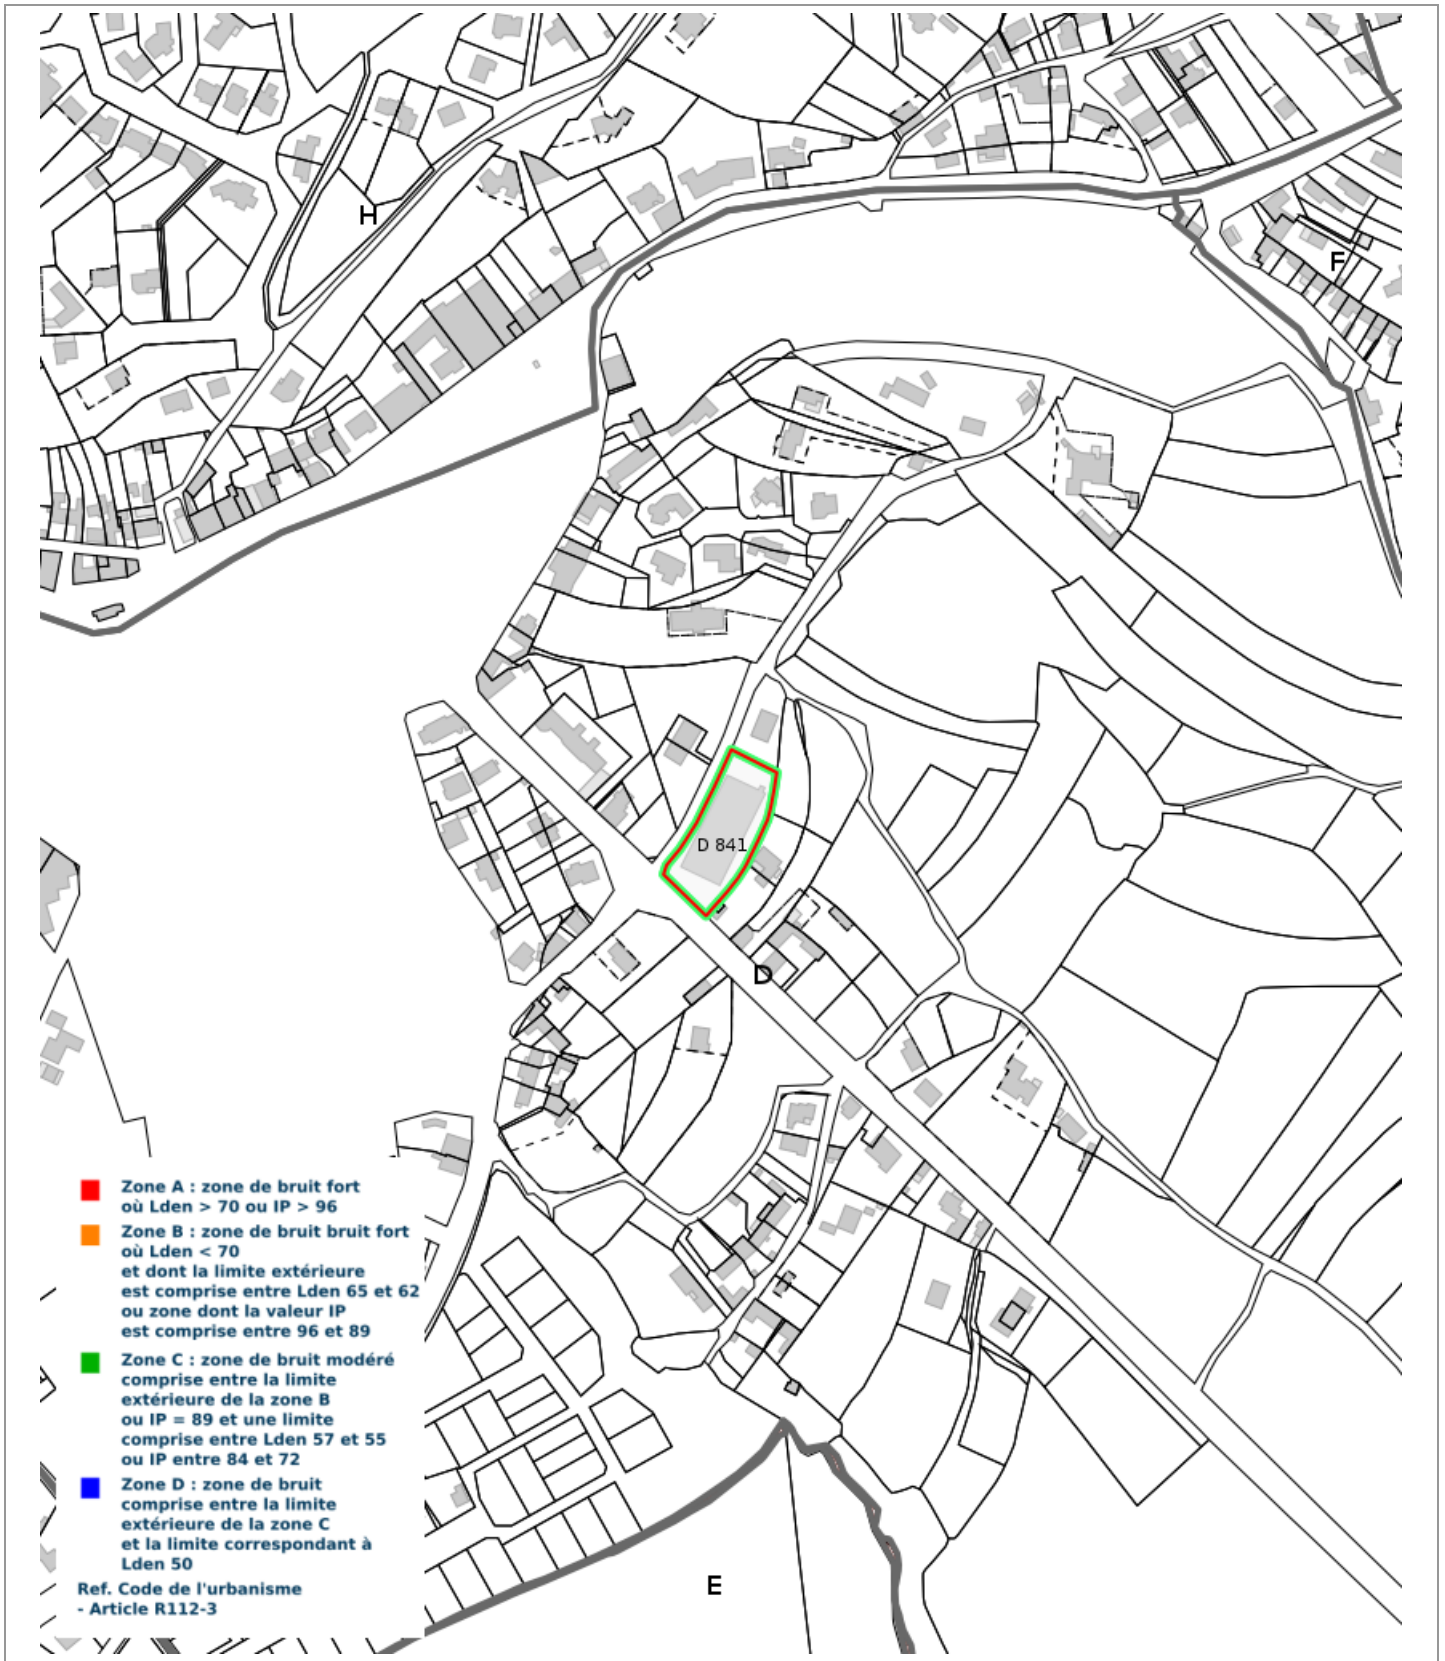 H
F
D 841
D
Zone A : zone de bruit fort
où Lden > 70 ou IP > 96
Zone B : zone de bruit bruit fort
où Lden < 70
et dont la limite extérieure
est comprise entre Lden 65 et 62
ou zone dont la valeur IP
est comprise entre 96 et 89
Zone C : zone de bruit modéré
comprise entre la limite
extérieure de la zone B
ou IP = 89 et une limite
comprise entre Lden 57 et 55
ou IP entre 84 et 72
Zone D : zone de bruit
comprise entre la limite
extérieure de la zone C
et la limite correspondant à
Lden 50
Ref. Code de l'urbanisme
- Article R112-3
E